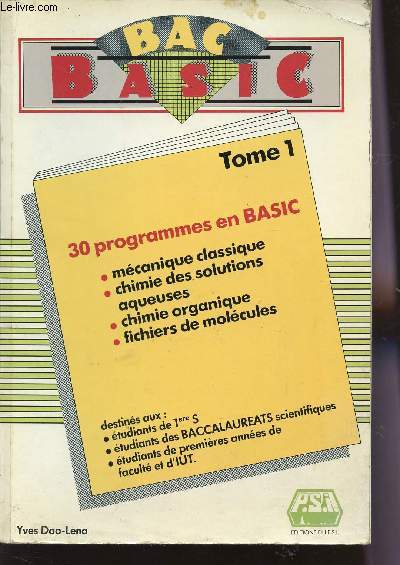 Le-livre.com
BAC
BASIC
Tome 1
30 programmes en BASIC
• mécanique classique
• chimie des solutions
aqueuses
• chimie organique
• fichiers de molécules
destinés aux :
• étudiants de 1ère S
• étudiants des BACCALAUREATS scientifiques
• étudiants de premières années de
faculté et d'IUT.
Yves Dao-Lena
P.S.I.